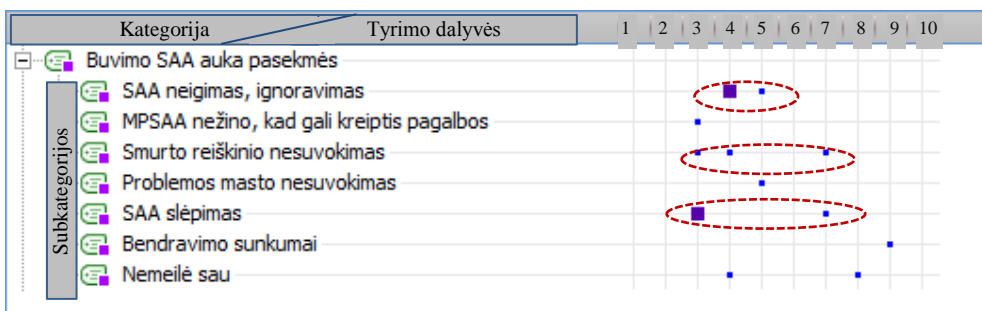 Kategorija Tyrimo dalyvės 1 2 3 4 5 6 7 8 9 10
Buvimo SAA auka pasekmės
Subkategorijos
SAA neigimas, ignoravimas
MPSAA nežino, kad gali kreiptis pagalbos
Smurto reiškinio nesuvokimas
Problemos masto nesuvokimas
SAA slėpimas
Bendravimo sunkumai
Nemeilė sau